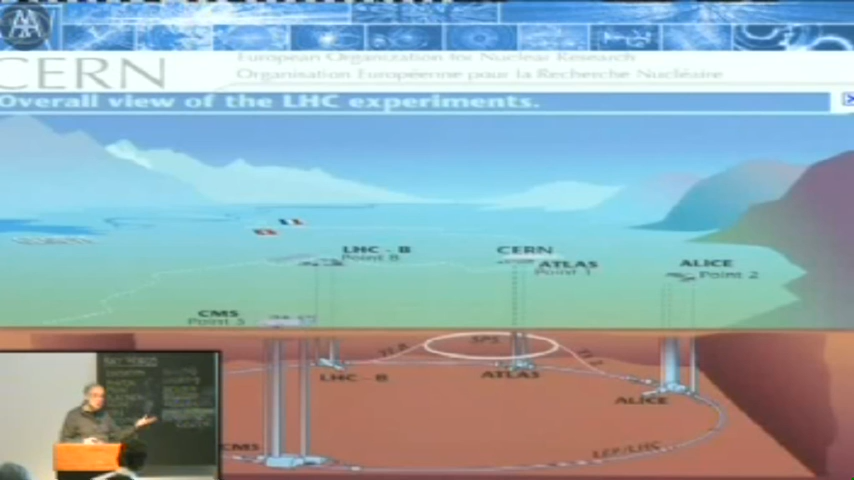 AA
CERN
European Organization for Nuclear Research
Organisation Européenne pour la Recherche Nucléaire
Overall view of the LHC experiments.
LHC - B
Point 8
CERN
ATLAS
Point 1
ALICE
Point 2
CMS
Point 5
SPS
LHC - B
ATLAS
ALICE
CMS
LEP/LHC